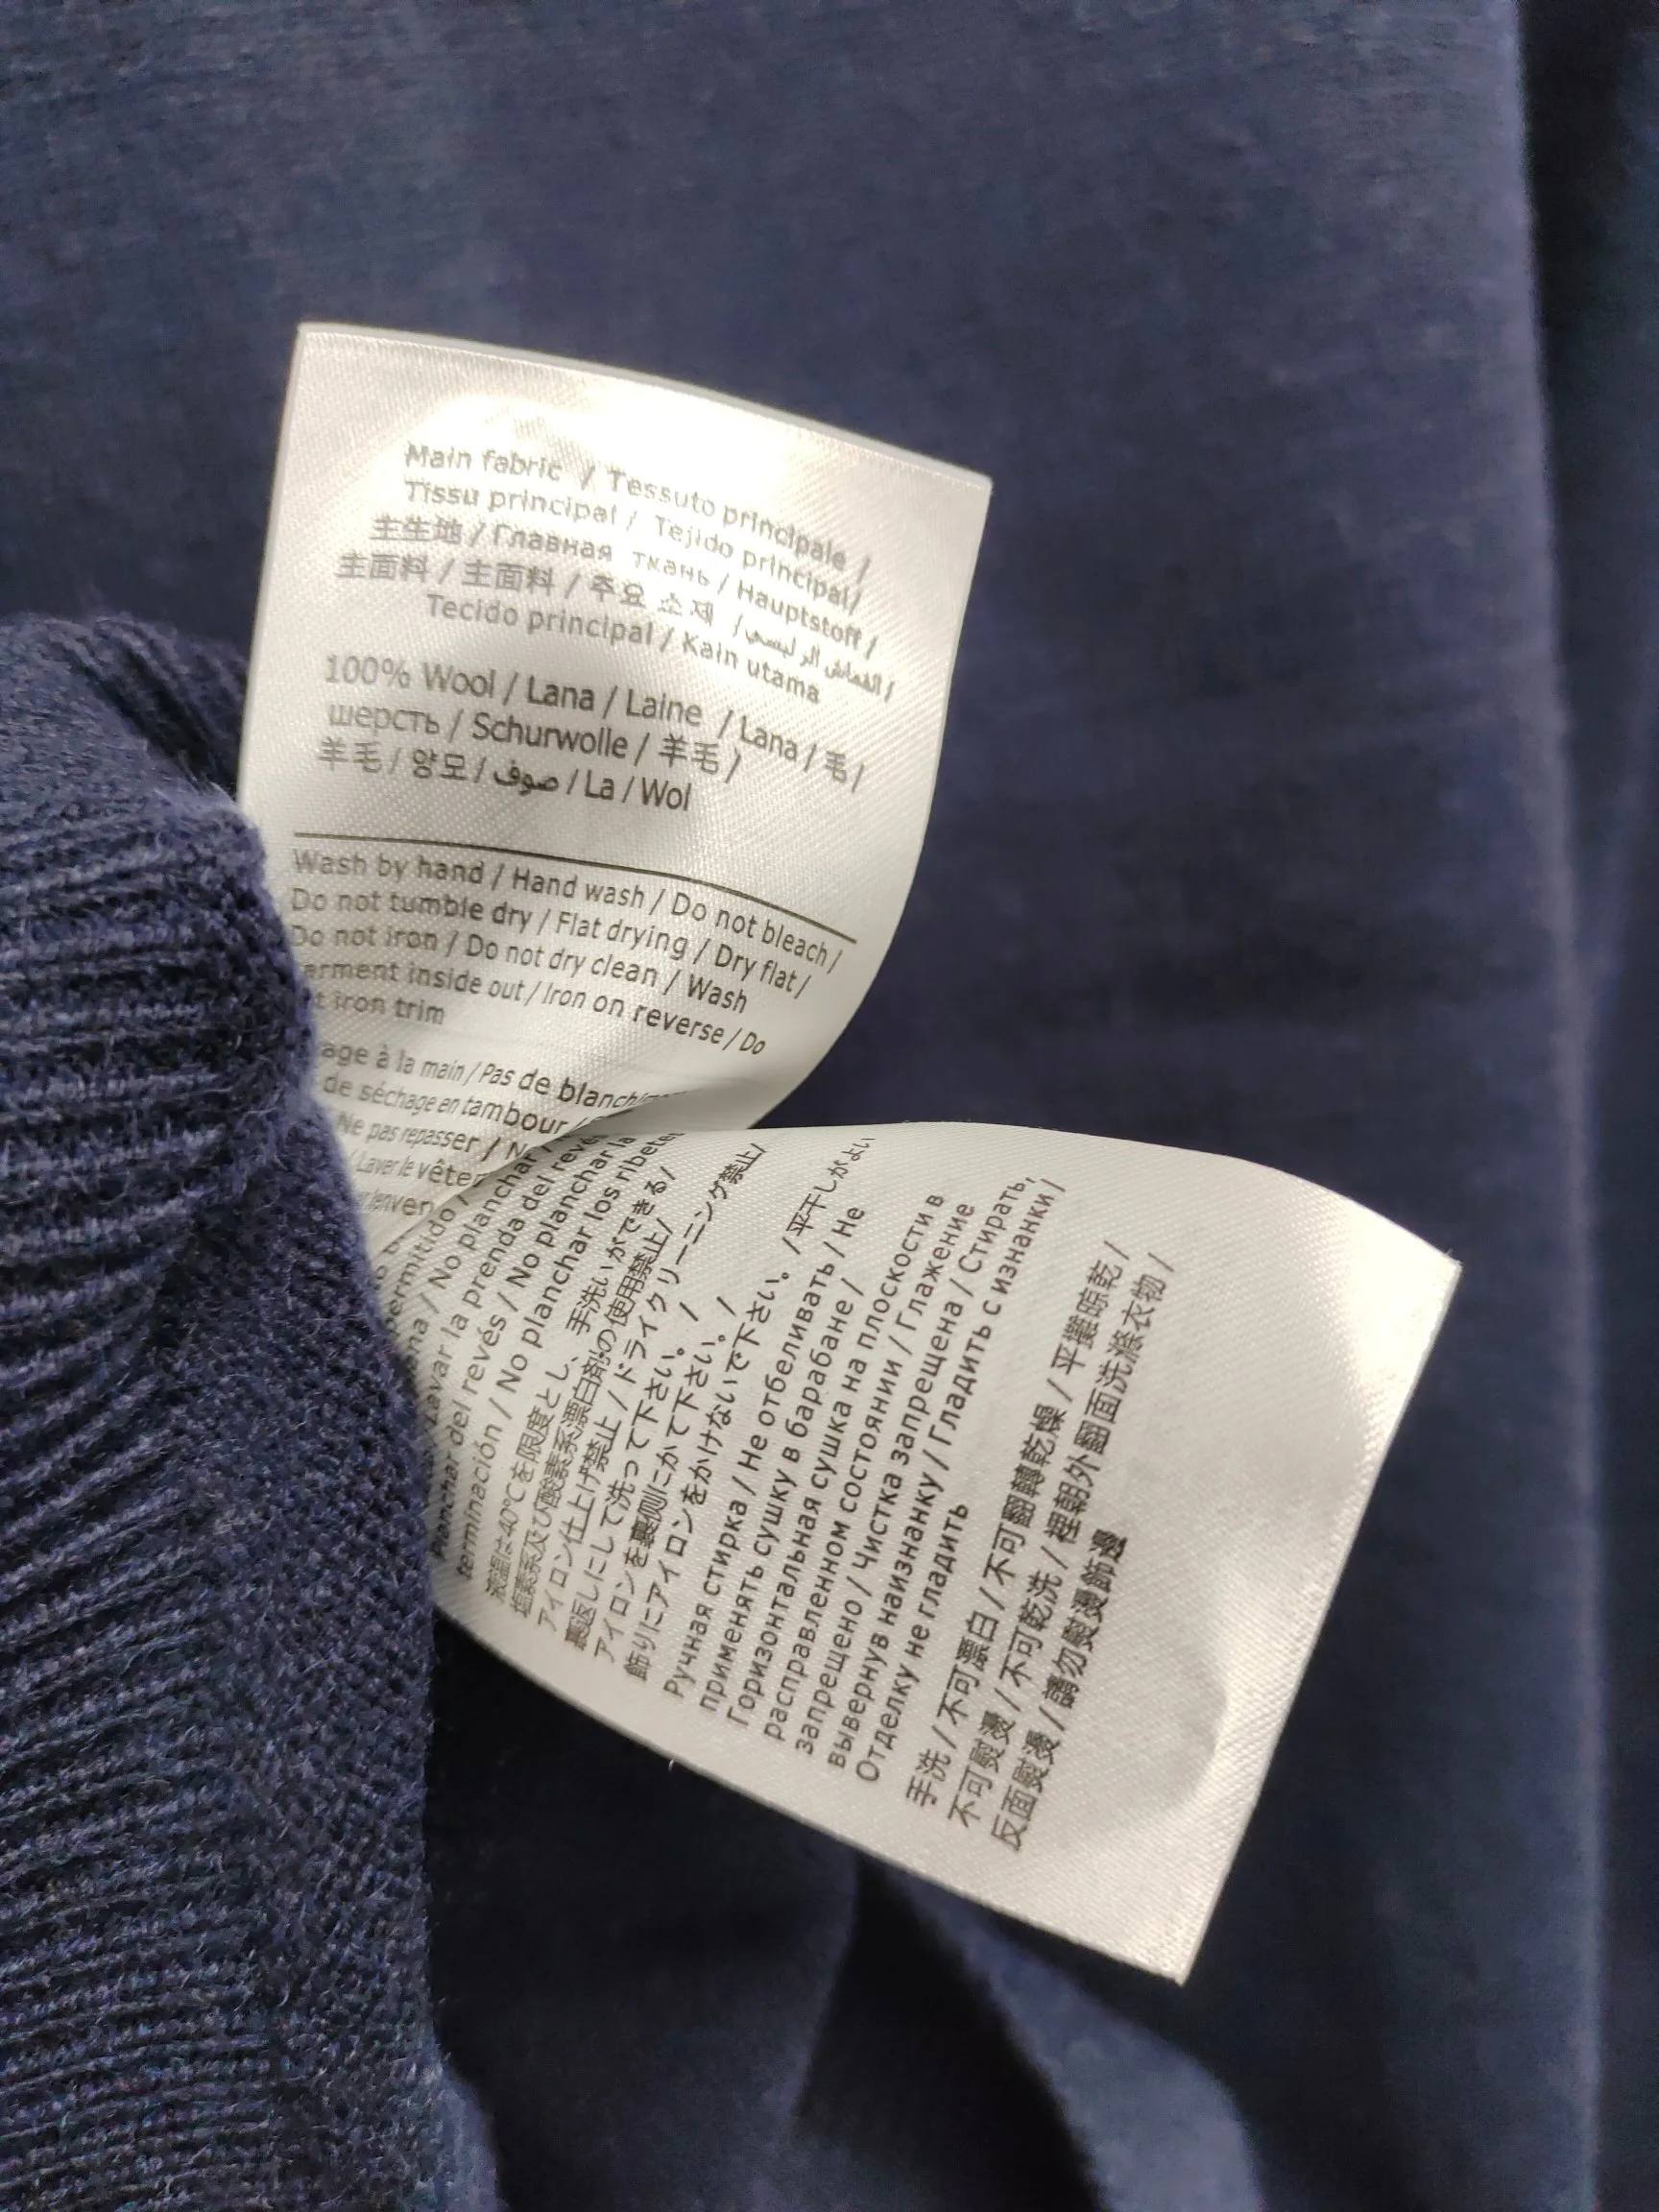 Main fabric / Tessuto principale /
Tissu principal / Tejido principal/
主生地 / Главная ткань / Hauptstoff /
主面料 / 主面料 / 주요 소재 / القماش الرئيسي /
Tecido principal / Kain utama
100% Wool / Lana / Laine / Lana / 毛 /
шерсть / Schurwolle / 羊毛 /
羊毛 / 양모 / صوف / La / Wol
Wash by hand / Hand wash / Do not bleach /
Do not tumble dry / Flat drying / Dry flat /
Do not iron / Do not dry clean / Wash
arment inside out / Iron on reverse / Do
t iron trim
age à la main / Pas de blanchi
de séchage en tambour /
Ne pas repasser /
/ Laver le vête
enver
permitido /
ana / No planchar /
Lavar la prenda del revés
Planchar del revés / No planchar la
terminación / No planchar los ribete
液温は40℃を限度とし、手洗いができる/
塩素系及び酸素系漂白剤の使用禁止/
アイロン仕上げ禁止 / ドライクリーニング禁止/
裏返しにして洗って下さい。 /
アイロンを裏側にかて下さい。 /
飾りにアイロンをかけないで下さい。 /平干しがよい
Ручная стирка / Не отбеливать / Не
применять сушку в барабане /
Горизонтальная сушка на плоскости в
расправленном состоянии / Глажение
запрещено / Чистка запрещена / Стирать,
вывернув наизнанку / Гладить с изнанки /
Отделку не гладить
手洗 / 不可漂白 / 不可翻轉乾燥 / 平攤晾乾 /
不可熨燙 / 不可乾洗 / 裡朝外翻面洗滌衣物 /
反面熨燙 / 請勿熨燙飾邊